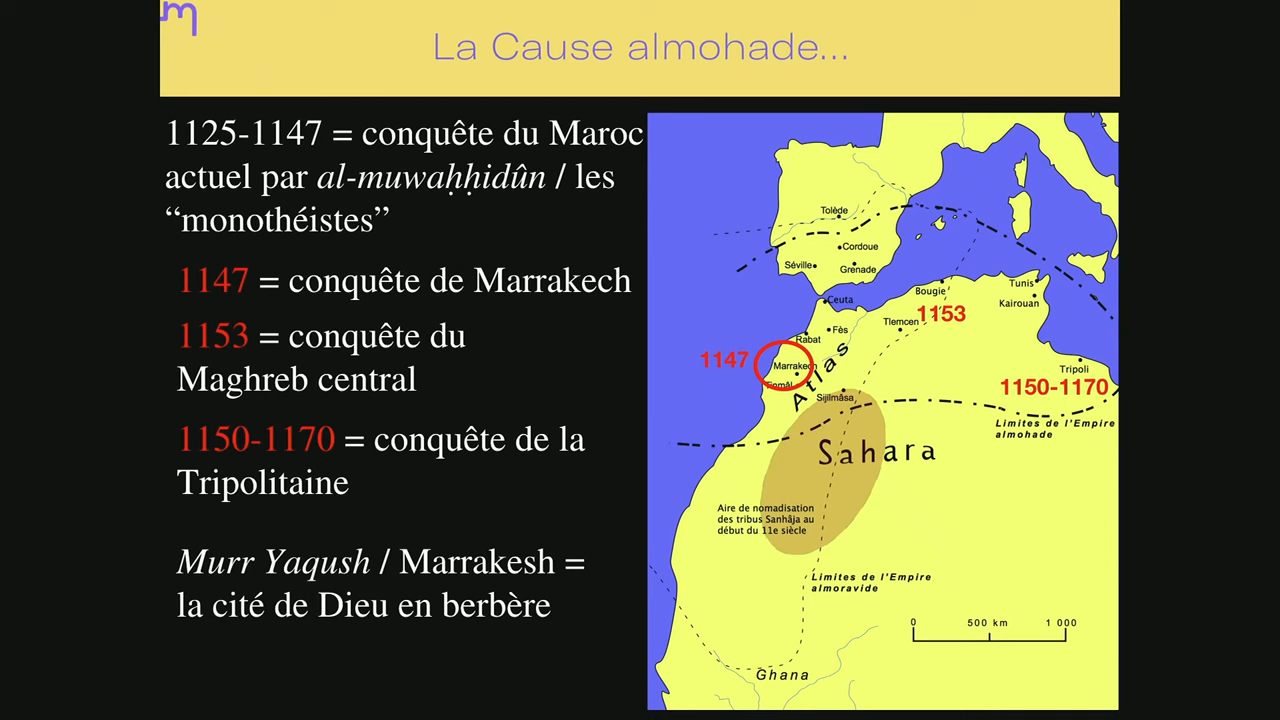 La Cause almohade...
1125-1147 = conquête du Maroc
actuel par al-muwaḥḥidûn / les
“monothéistes”
1147 = conquête de Marrakech
1153 = conquête du
Maghreb central
1150-1170 = conquête de la
Tripolitaine
Murr Yaqush / Marrakesh =
la cité de Dieu en berbère
Tolède
Cordoue
Séville
Grenade
Ceuta
Bougie
Tunis
Kairouan
1153
Tlemcen
Fès
Rabat
1147
Marrakech
Tinmâl
Atlas
Sijilmâsa
Tripoli
1150-1170
Limites de l'Empire
almohade
Sahara
Aire de nomadisation
des tribus Sanhâja au
début du 11e siècle
Limites de l'Empire
almoravide
0 500 km 1 000
Ghana